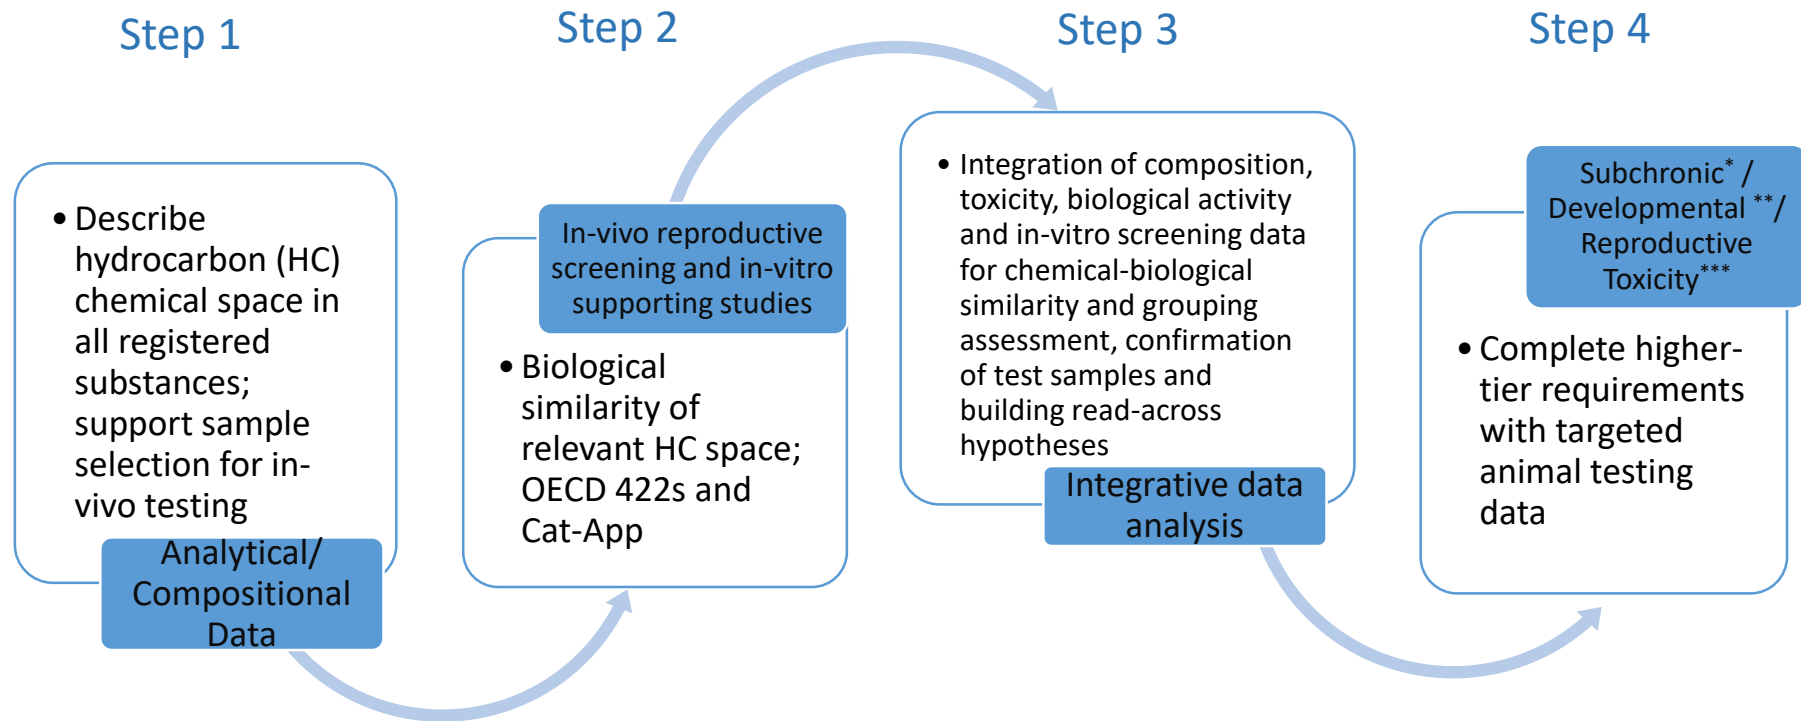 Step 1
• Describe
hydrocarbon (HC)
chemical space in
all registered
substances;
support sample
selection for in-
vivo testing
Analytical/
Compositional
Data
Step 2
In-vivo reproductive
screening and in-vitro
supporting studies
• Biological
similarity of
relevant HC space;
OECD 422s and
Cat-App
Step 3
• Integration of composition,
toxicity, biological activity
and in-vitro screening data
for chemical-biological
similarity and grouping
assessment, confirmation
of test samples and
building read-across
hypotheses
Integrative data
analysis
Step 4
Subchronic* /
Developmental **/
Reproductive
Toxicity***
• Complete higher-
tier requirements
with targeted
animal testing
data